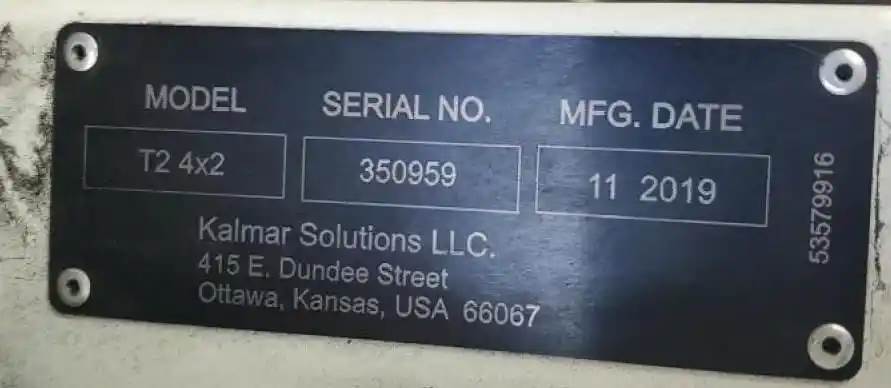 MODEL SERIAL NO. MFG. DATE
T2 4x2 350959 11 2019
Kalmar Solutions LLC.
415 E. Dundee Street
Ottawa, Kansas, USA 66067
53579916